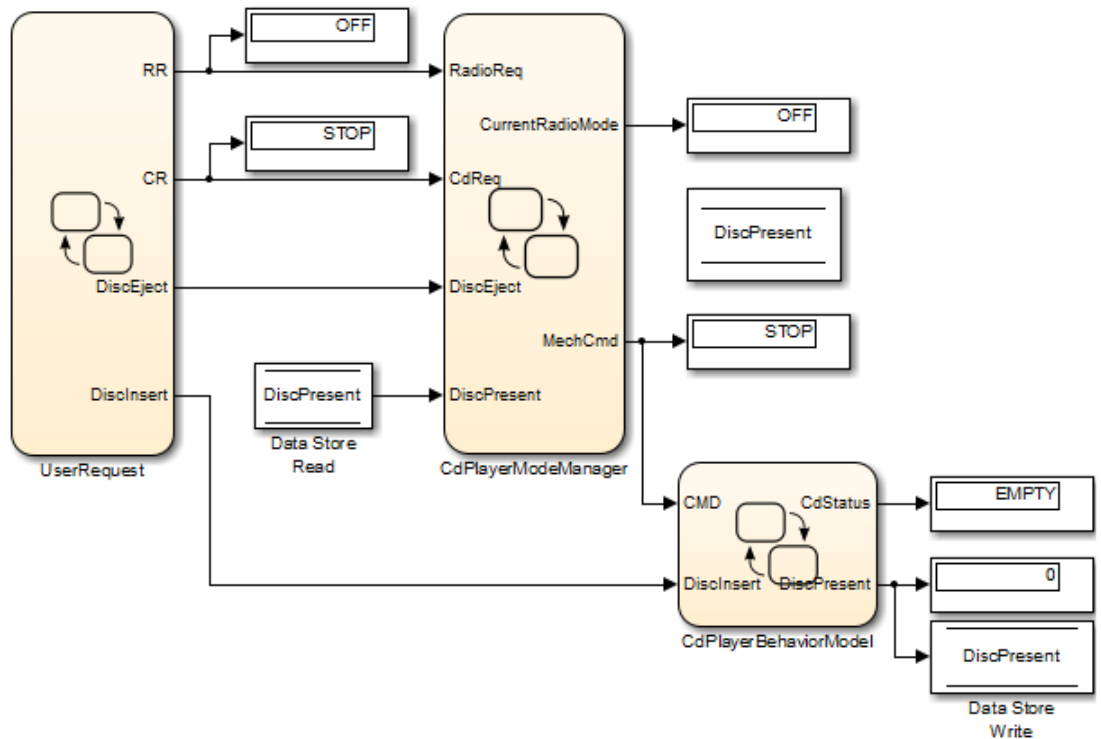 RR
OFF
RadioReq
CurrentRadioMode
OFF
CR
STOP
CdReq
DiscPresent
DiscEject
DiscEject
MechCmd
STOP
DiscInsert
DiscPresent
DiscPresent
Data Store
Read
UserRequest
CdPlayerModeManager
CMD
CdStatus
EMPTY
DiscInsert
DiscPresent
0
CdPlayerBehaviorModel
DiscPresent
Data Store
Write